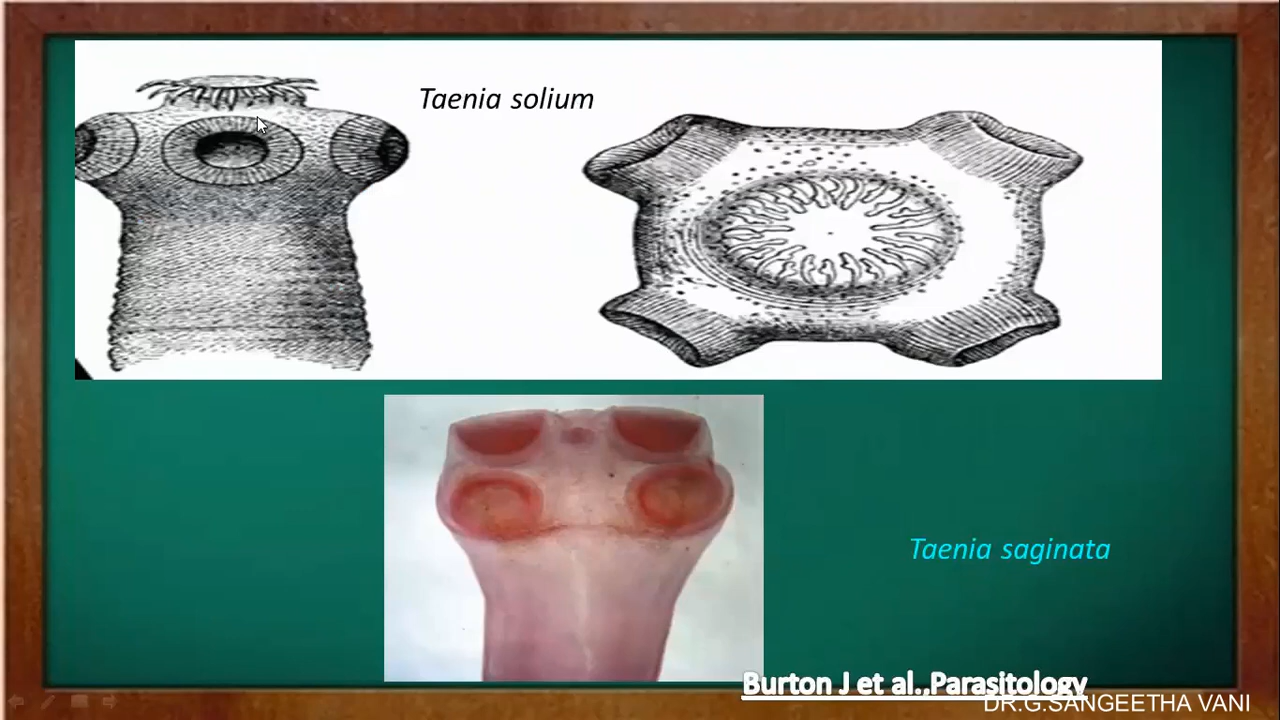 Taenia solium
Taenia saginata
Burton J et al.,Parasitology
DR.G.SANGEETHA VANI